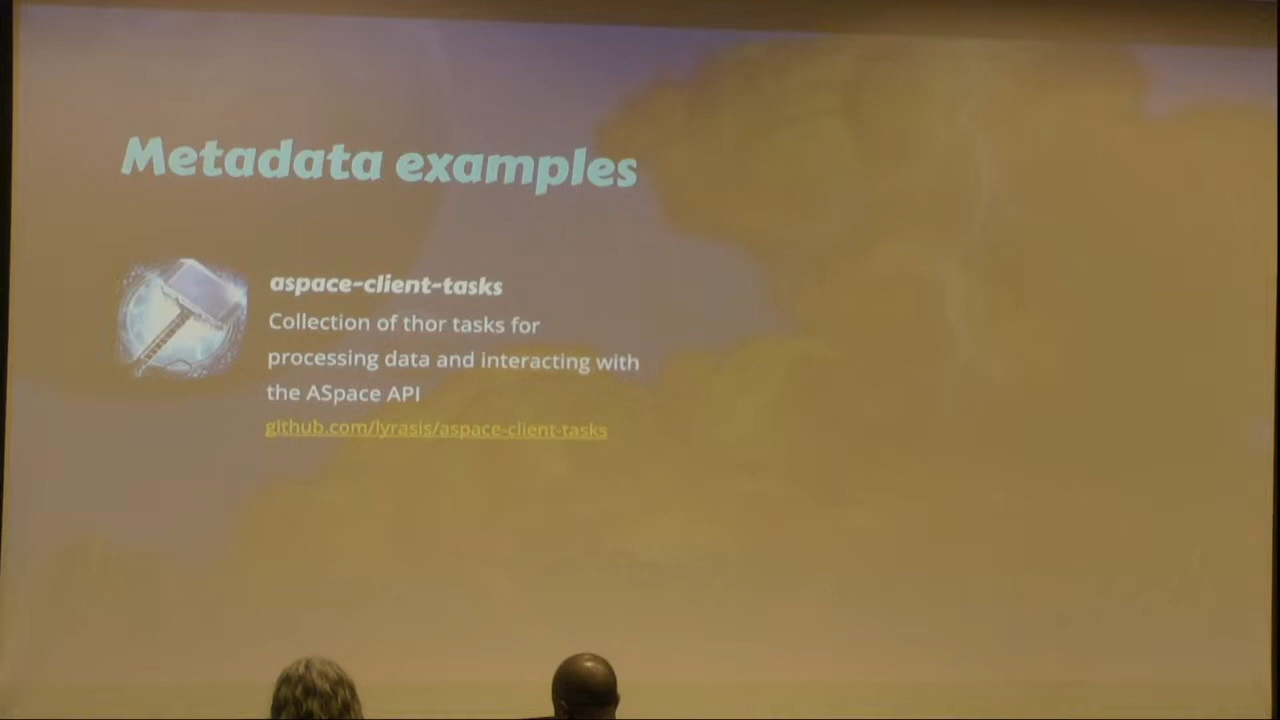 Metadata examples
aspace-client-tasks
Collection of thor tasks for
processing data and interacting with
the ASpace API
github.com/lyrasis/aspace-client-tasks